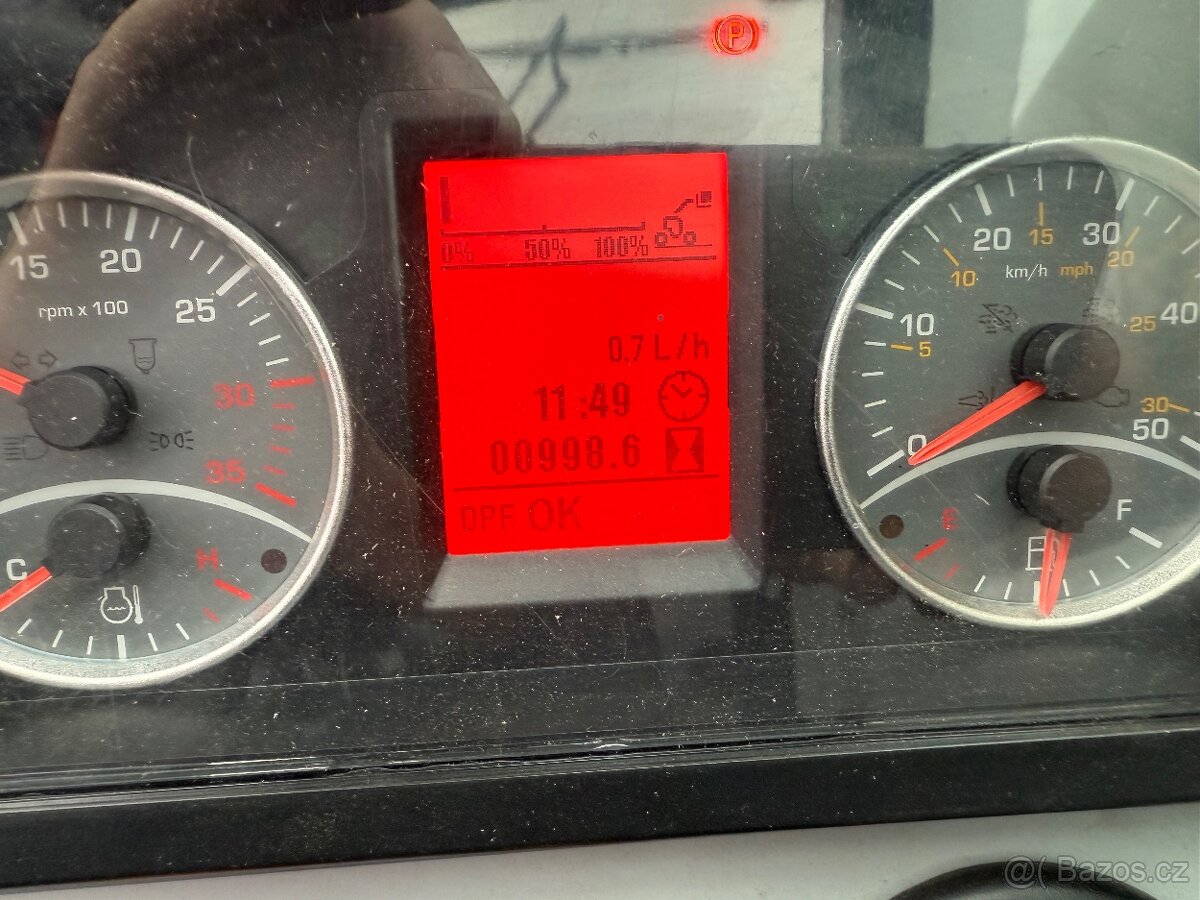 P
0% 50% 100%
0,7 L/h
11:49
00998.6
DPF OK
15 20 25 30 35
rpm x 100
C H
0 10 20 30 40 50
5 10 15 20 25 30
km/h mph
E F
@( Bazos.cz